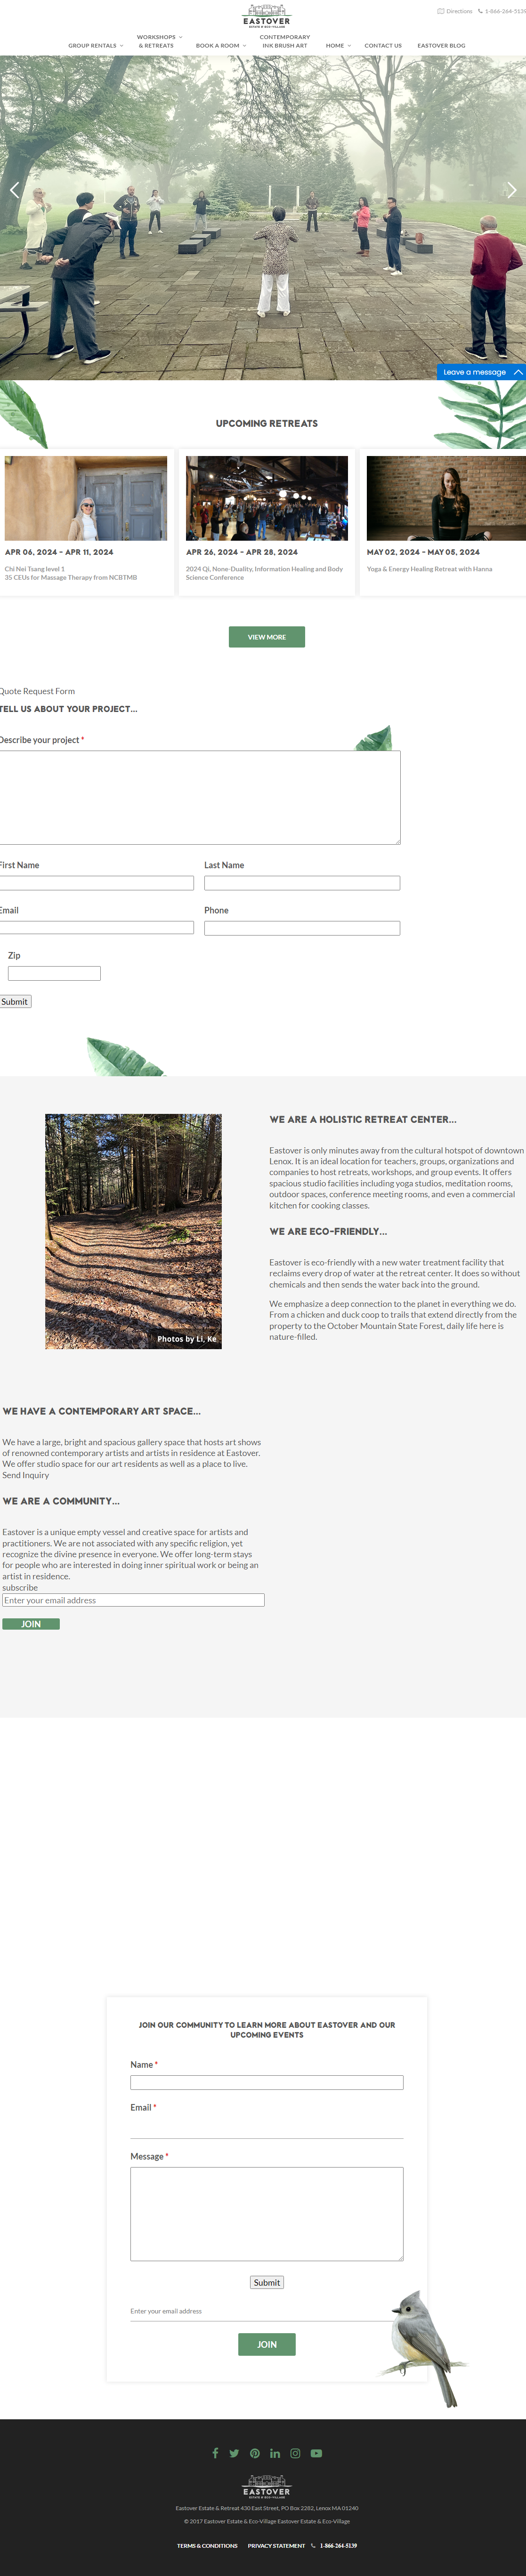 EASTOVER
ESTATE & ECO-VILLAGE
Directions
1-866-264-5139
GROUP RENTALS
WORKSHOPS
& RETREATS
BOOK A ROOM
CONTEMPORARY
INK BRUSH ART
HOME
CONTACT US
EASTOVER BLOG
Leave a message
UPCOMING RETREATS
APR 06, 2024 - APR 11, 2024
Chi Nei Tsang level 1
35 CEUs for Massage Therapy from NCBTMB
APR 26, 2024 - APR 28, 2024
2024 Qi, None-Duality, Information Healing and Body
Science Conference
MAY 02, 2024 - MAY 05, 2024
Yoga & Energy Healing Retreat with Hanna
VIEW MORE
Quote Request Form
TELL US ABOUT YOUR PROJECT...
Describe your project *
First Name
Last Name
Email
Phone
Zip
Submit
WE ARE A HOLISTIC RETREAT CENTER...
Eastover is only minutes away from the cultural hotspot of downtown
Lenox. It is an ideal location for teachers, groups, organizations and
companies to host retreats, workshops, and group events. It offers
spacious studio facilities including yoga studios, meditation rooms,
outdoor spaces, conference meeting rooms, and even a commercial
kitchen for cooking classes.
WE ARE ECO-FRIENDLY...
Eastover is eco-friendly with a new water treatment facility that
reclaims every drop of water at the retreat center. It does so without
chemicals and then sends the water back into the ground.
We emphasize a deep connection to the planet in everything we do.
From a chicken and duck coop to trails that extend directly from the
property to the October Mountain State Forest, daily life here is
nature-filled.
Photos by Li, Ke
WE HAVE A CONTEMPORARY ART SPACE...
We have a large, bright and spacious gallery space that hosts art shows
of renowned contemporary artists and artists in residence at Eastover.
We offer studio space for our art residents as well as a place to live.
Send Inquiry
WE ARE A COMMUNITY...
Eastover is a unique empty vessel and creative space for artists and
practitioners. We are not associated with any specific religion, yet
recognize the divine presence in everyone. We offer long-term stays
for people who are interested in doing inner spiritual work or being an
artist in residence.
subscribe
Enter your email address
JOIN
JOIN OUR COMMUNITY TO LEARN MORE ABOUT EASTOVER AND OUR
UPCOMING EVENTS
Name *
Email *
Message *
Submit
Enter your email address
JOIN
EASTOVER
ESTATE & ECO-VILLAGE
Eastover Estate & Retreat 430 East Street, PO Box 2282, Lenox MA 01240
© 2017 Eastover Estate & Eco-Village Eastover Estate & Eco-Village
TERMS & CONDITIONS
PRIVACY STATEMENT
1-866-264-5139